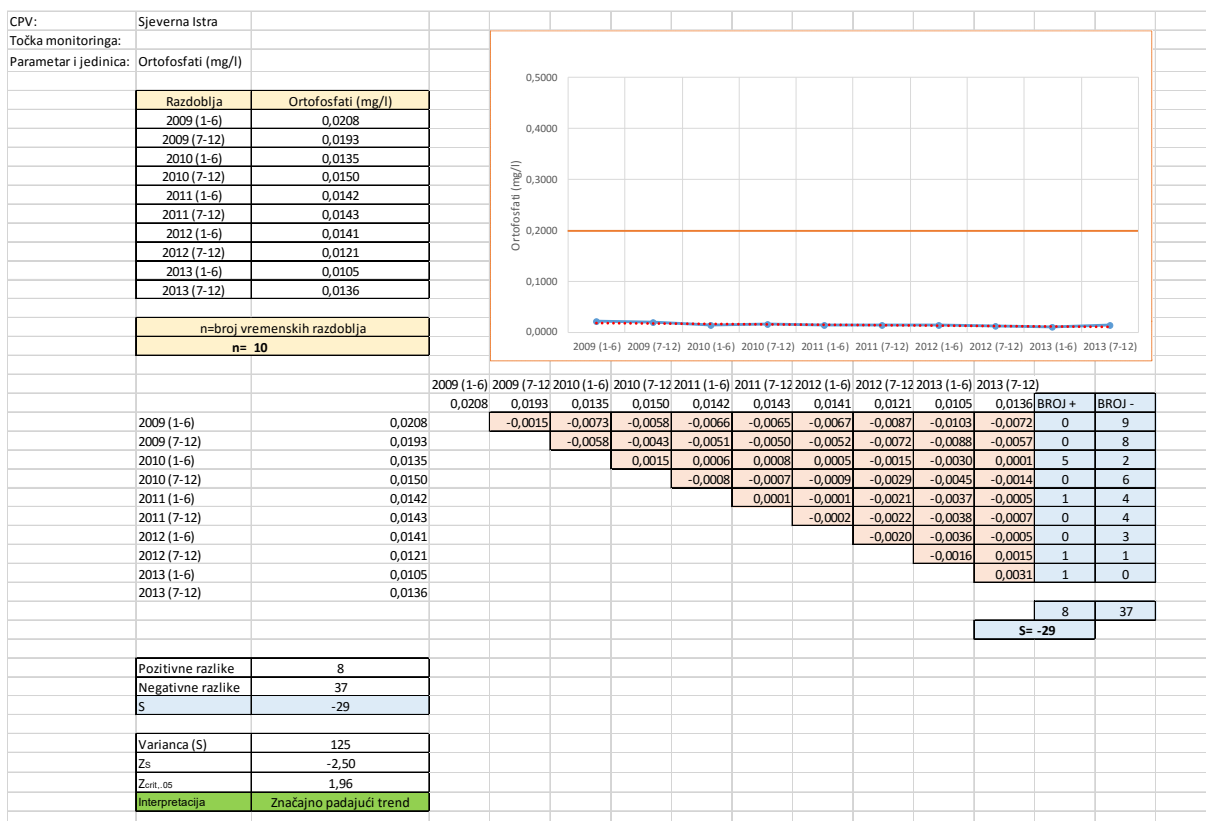 CPV: Sjeverna Istra
Točka monitoringa:
Parametar i jedinica: Ortofosfati (mg/l)
Razdoblja Ortofosfati (mg/l)
2009 (1-6) 0,0208
2009 (7-12) 0,0193
2010 (1-6) 0,0135
2010 (7-12) 0,0150
2011 (1-6) 0,0142
2011 (7-12) 0,0143
2012 (1-6) 0,0141
2012 (7-12) 0,0121
2013 (1-6) 0,0105
2013 (7-12) 0,0136
n=broj vremenskih razdoblja
n= 10
Ortofosfati (mg/l)
0,5000
0,4000
0,3000
0,2000
0,1000
0,0000
2009 (1-6) 2009 (7-12) 2010 (1-6) 2010 (7-12) 2011 (1-6) 2011 (7-12) 2012 (1-6) 2012 (7-12) 2013 (1-6) 2013 (7-12)
2009 (1-6) 2009 (7-12 2010 (1-6) 2010 (7-12 2011 (1-6) 2011 (7-12 2012 (1-6) 2012 (7-12 2013 (1-6) 2013 (7-12)
0,0208 0,0193 0,0135 0,0150 0,0142 0,0143 0,0141 0,0121 0,0105 0,0136 BROJ + BROJ -
2009 (1-6) 0,0208 -0,0015 -0,0073 -0,0058 -0,0066 -0,0065 -0,0067 -0,0087 -0,0103 -0,0072 0 9
2009 (7-12) 0,0193 -0,0058 -0,0043 -0,0051 -0,0050 -0,0052 -0,0072 -0,0088 -0,0057 0 8
2010 (1-6) 0,0135 0,0015 0,0006 0,0008 0,0005 -0,0015 -0,0030 0,0001 5 2
2010 (7-12) 0,0150 -0,0008 -0,0007 -0,0009 -0,0029 -0,0045 -0,0014 0 6
2011 (1-6) 0,0142 0,0001 -0,0001 -0,0021 -0,0037 -0,0005 1 4
2011 (7-12) 0,0143 -0,0002 -0,0022 -0,0038 -0,0007 0 4
2012 (1-6) 0,0141 -0,0020 -0,0036 -0,0005 0 3
2012 (7-12) 0,0121 -0,0016 0,0015 1 1
2013 (1-6) 0,0105 0,0031 1 0
2013 (7-12) 0,0136
8 37
S= -29
Pozitivne razlike 8
Negativne razlike 37
S -29
Varianca (S) 125
Zs -2,50
Zcrit,.05 1,96
Interpretacija Značajno padajući trend